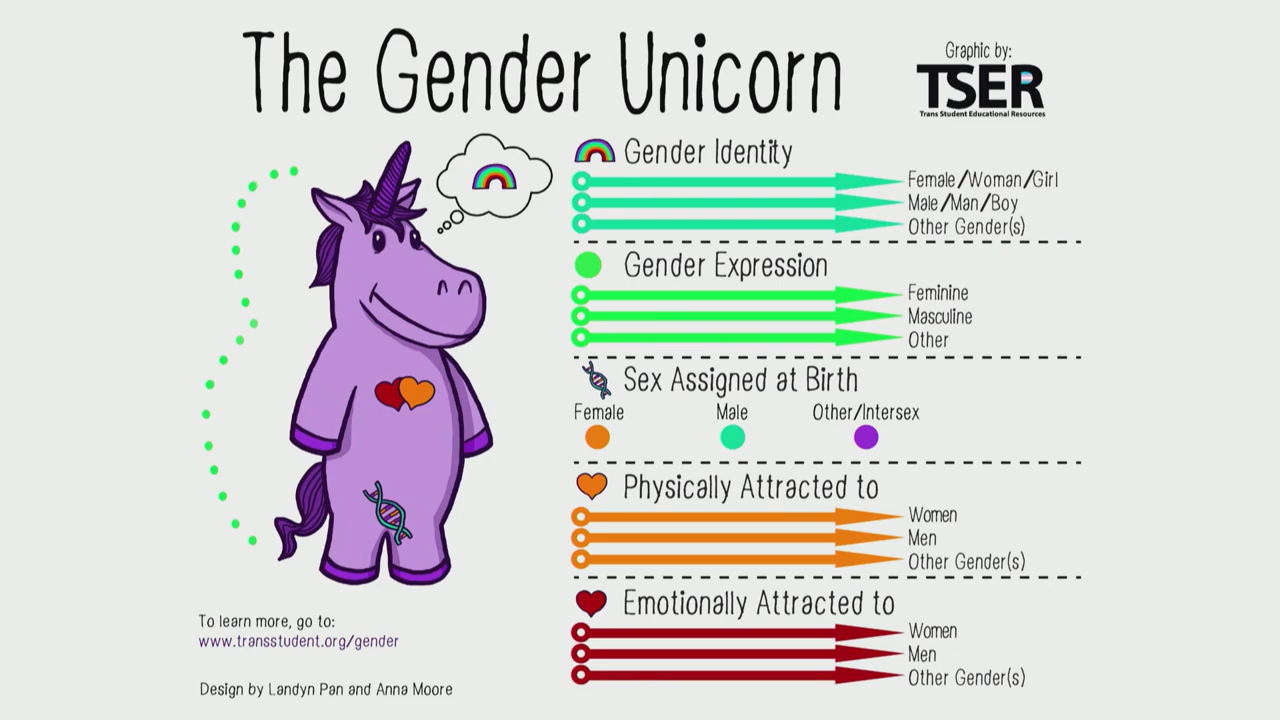 The Gender Unicorn
Graphic by:
TSER
Trans Student Educational Resources
Gender Identity
Female/Woman/Girl
Male/Man/Boy
Other Gender(s)
Gender Expression
Feminine
Masculine
Other
Sex Assigned at Birth
Female Male Other/Intersex
Physically Attracted to
Women
Men
Other Gender(s)
Emotionally Attracted to
Women
Men
Other Gender(s)
To learn more, go to:
www.transstudent.org/gender
Design by Landyn Pan and Anna Moore